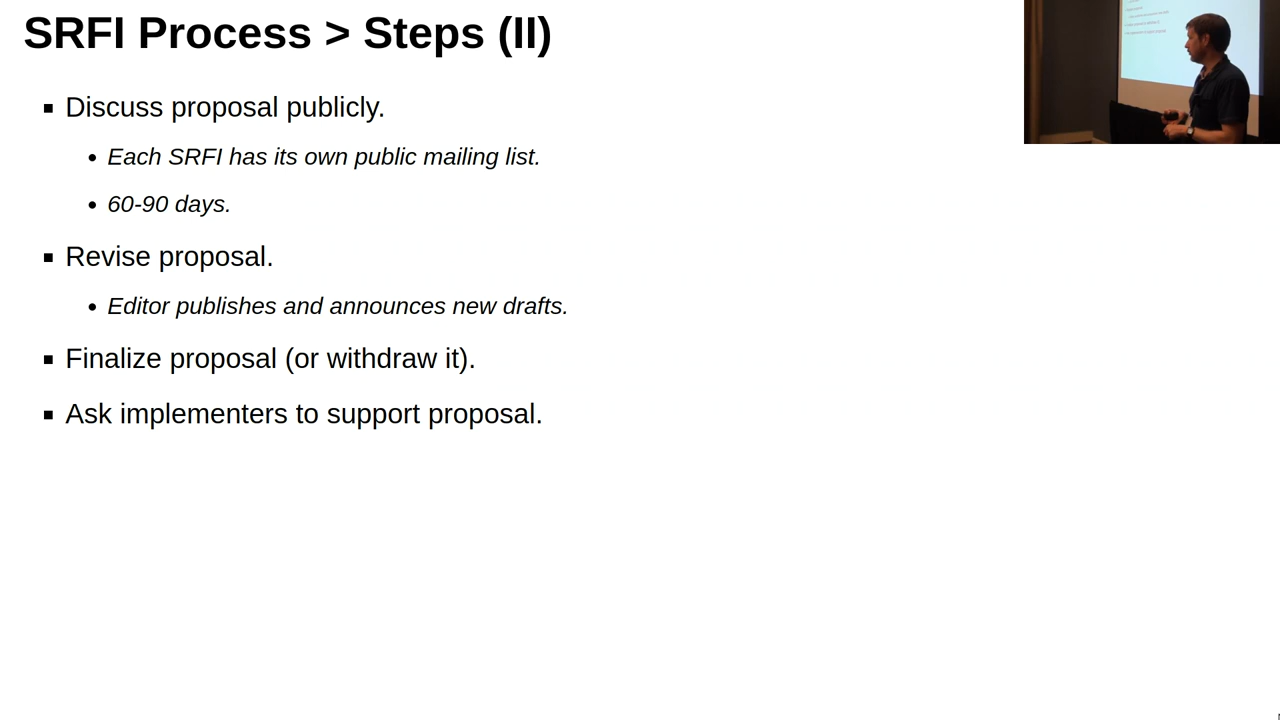 SRFI Process > Steps (II)
Discuss proposal publicly.
Each SRFI has its own public mailing list.
60-90 days.
Revise proposal.
Editor publishes and announces new drafts.
Finalize proposal (or withdraw it).
Ask implementers to support proposal.